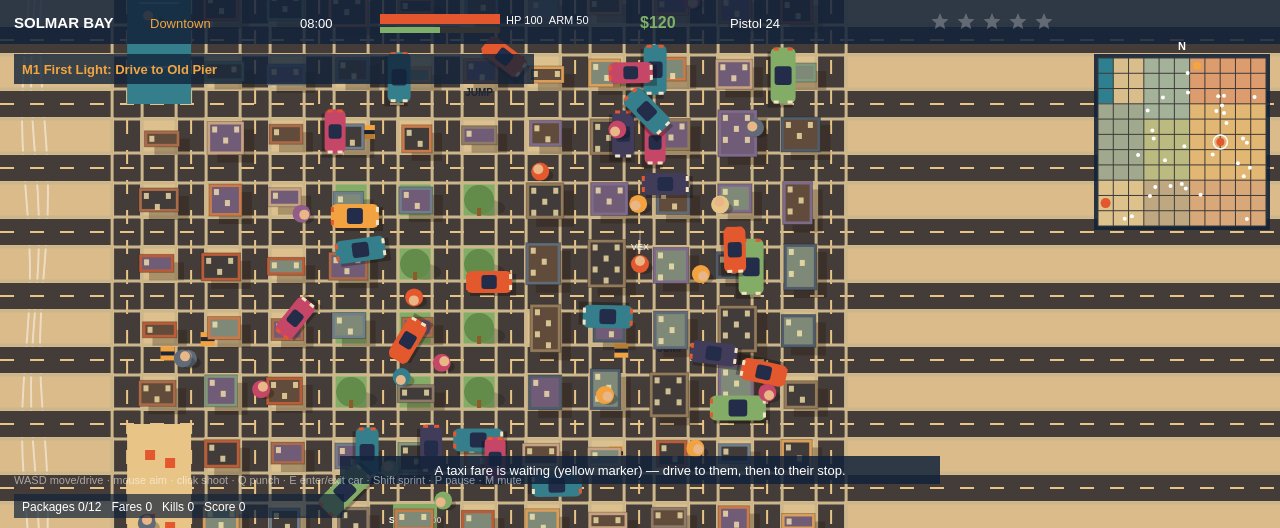 SOLMAR BAY Downtown 08:00 HP 100 ARM 50 $120 Pistol 24
N
M1 First Light: Drive to Old Pier
JUMP
VEX
A taxi fare is waiting (yellow marker) — drive to them, then to their stop.
WASD move/drive · mouse aim · click shoot · Q punch · E enter/exit car · Shift sprint · P pause · M mute
Packages 0/12 Fares 0 Kills 0 Score 0